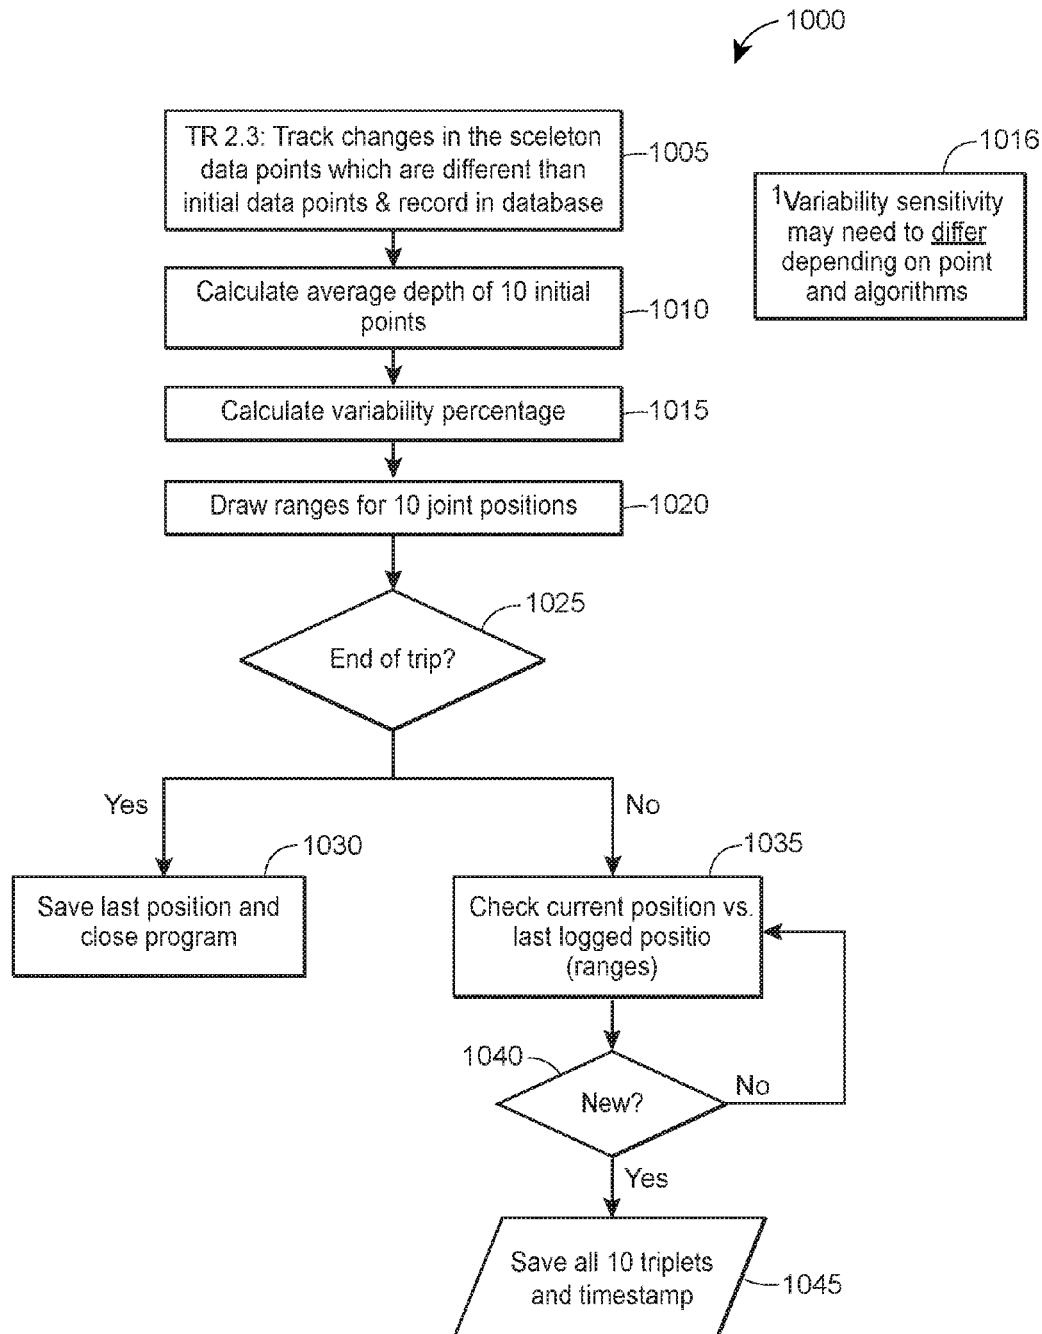 1000
TR 2.3: Track changes in the sceleton
data points which are different than
initial data points & record in database
1005
1016
1Variability sensitivity
may need to differ
depending on point
and algorithms
Calculate average depth of 10 initial
points
1010
Calculate variability percentage
1015
Draw ranges for 10 joint positions
1020
1025
End of trip?
Yes
No
1030
1035
Save last position and
close program
Check current position vs.
last logged positio
(ranges)
1040
New?
No
Yes
Save all 10 triplets
and timestamp
1045